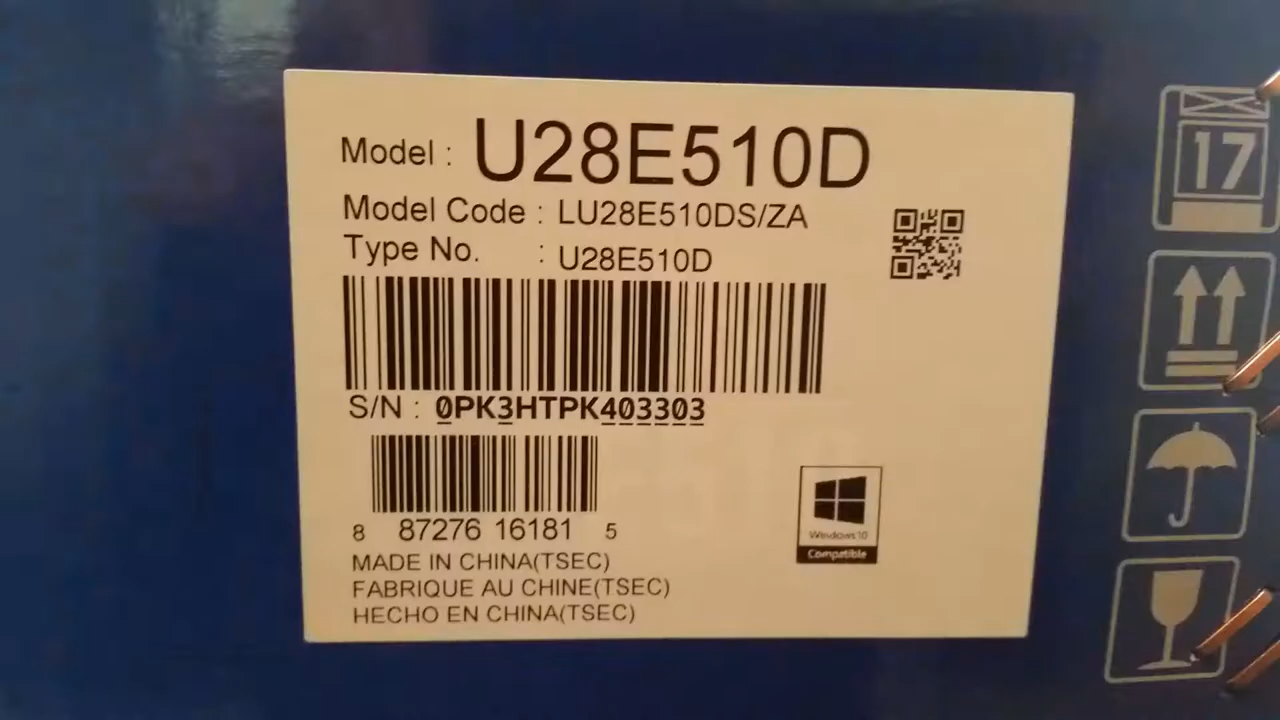 Model : U28E510D
Model Code : LU28E510DS/ZA
Type No. : U28E510D
S/N : 0PK3HTPK403303
8 87276 16181 5
MADE IN CHINA(TSEC)
FABRIQUE AU CHINE(TSEC)
HECHO EN CHINA(TSEC)
Windows 10
Compatible
17